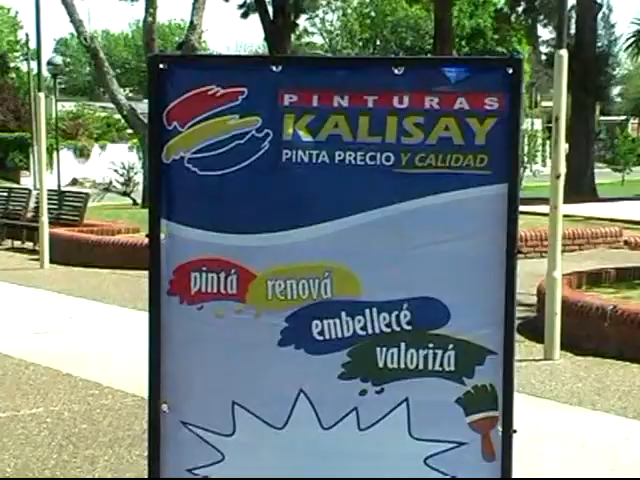 PINTURAS
KALISAY
PINTA PRECIO Y CALIDAD
pintá
renová
embellecé
valorizá